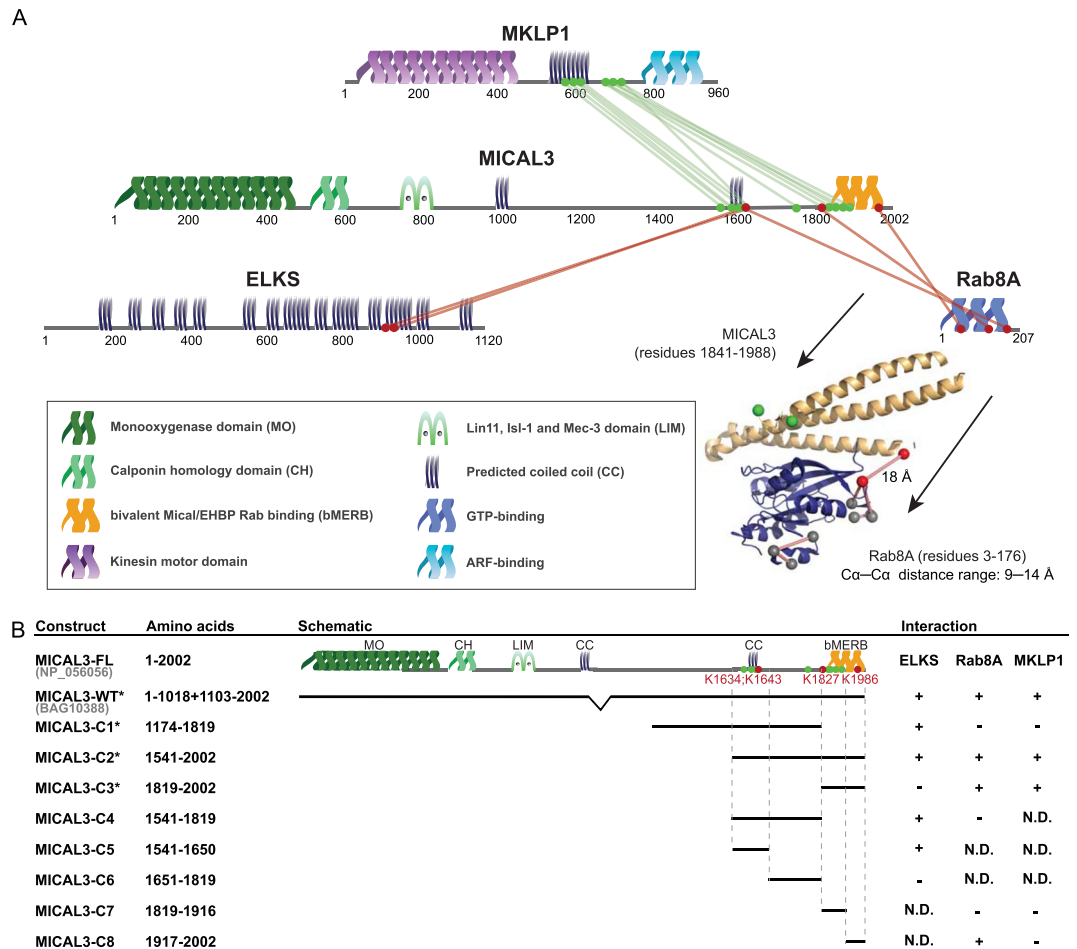 A
MKLP1
1 200 400 600 800 960
MICAL3
1 200 400 600 800 1000 1200 1400 1600 1800 2002
ELKS
1 200 400 600 800 1000 1120
Rab8A
1 207
MICAL3
(residues 1841-1988)
18 Å
Rab8A (residues 3-176)
Cα—Cα distance range: 9—14 Å
Monooxygenase domain (MO)
Lin11, Isl-1 and Mec-3 domain (LIM)
Calponin homology domain (CH)
Predicted coiled coil (CC)
bivalent Mical/EHBP Rab binding (bMERB)
GTP-binding
Kinesin motor domain
ARF-binding
B
Construct Amino acids Schematic Interaction
MO CH LIM CC CC bMERB
ELKS Rab8A MKLP1
MICAL3-FL 1-2002
(NP_056056)
K1634;K1643 K1827 K1986
MICAL3-WT* 1-1018+1103-2002 + + +
(BAG10388)
MICAL3-C1* 1174-1819 + - -
MICAL3-C2* 1541-2002 + + +
MICAL3-C3* 1819-2002 - + +
MICAL3-C4 1541-1819 + - N.D.
MICAL3-C5 1541-1650 + N.D. N.D.
MICAL3-C6 1651-1819 - N.D. N.D.
MICAL3-C7 1819-1916 N.D. - -
MICAL3-C8 1917-2002 N.D. + -